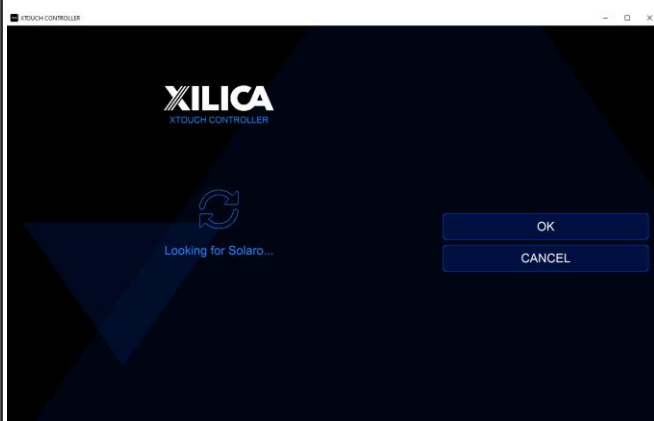 XTOUCH CONTROLLER
XILICA
XTOUCH CONTROLLER
Looking for Solaro...
OK
CANCEL